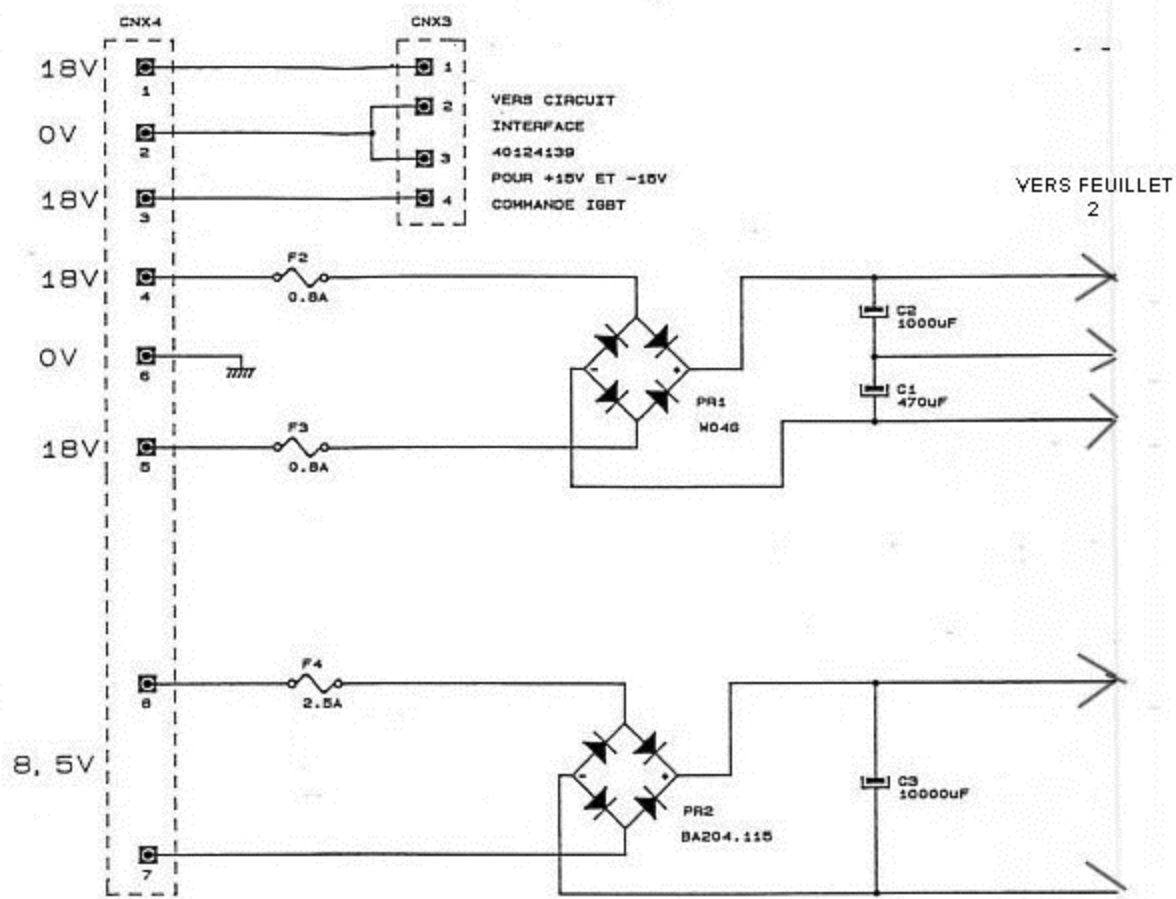 CNX4
CNX3
18V
1
1
0V
2
2
3
18V
3
4
VERS CIRCUIT
INTERFACE
40124139
POUR +15V ET -15V
COMMANDE IGBT
VERS FEUILLET
2
18V
4
F2
0.8A
0V
6
18V
5
F3
0.8A
-
+
PR1
W04G
C2
1000uF
C1
470uF
8
F4
2.5A
8,5V
7
-
+
PR2
BA204.115
C3
10000uF